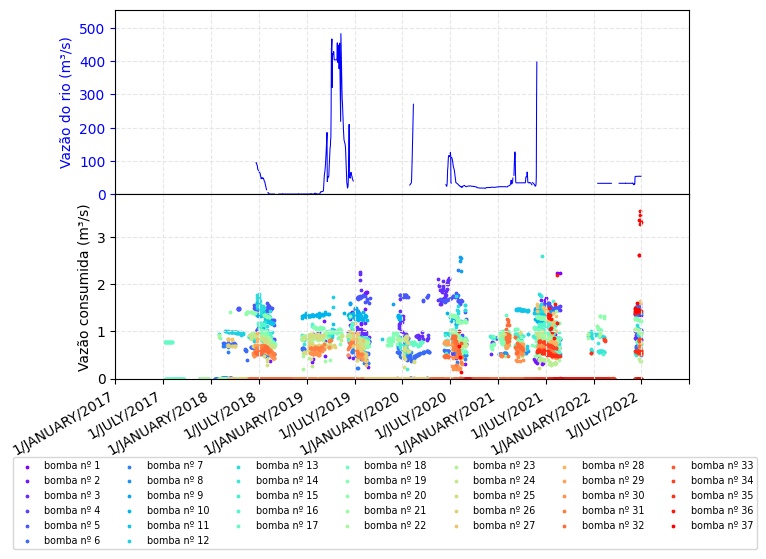 Vazão do rio (m³/s)
500
400
300
200
100
0
Vazão consumida (m³/s)
3
2
1
0
1/JANUARY/2017
1/JULY/2017
1/JANUARY/2018
1/JULY/2018
1/JANUARY/2019
1/JULY/2019
1/JANUARY/2020
1/JULY/2020
1/JANUARY/2021
1/JULY/2021
1/JANUARY/2022
1/JULY/2022
bomba nº 1
bomba nº 2
bomba nº 3
bomba nº 4
bomba nº 5
bomba nº 6
bomba nº 7
bomba nº 8
bomba nº 9
bomba nº 10
bomba nº 11
bomba nº 12
bomba nº 13
bomba nº 14
bomba nº 15
bomba nº 16
bomba nº 17
bomba nº 18
bomba nº 19
bomba nº 20
bomba nº 21
bomba nº 22
bomba nº 23
bomba nº 24
bomba nº 25
bomba nº 26
bomba nº 27
bomba nº 28
bomba nº 29
bomba nº 30
bomba nº 31
bomba nº 32
bomba nº 33
bomba nº 34
bomba nº 35
bomba nº 36
bomba nº 37